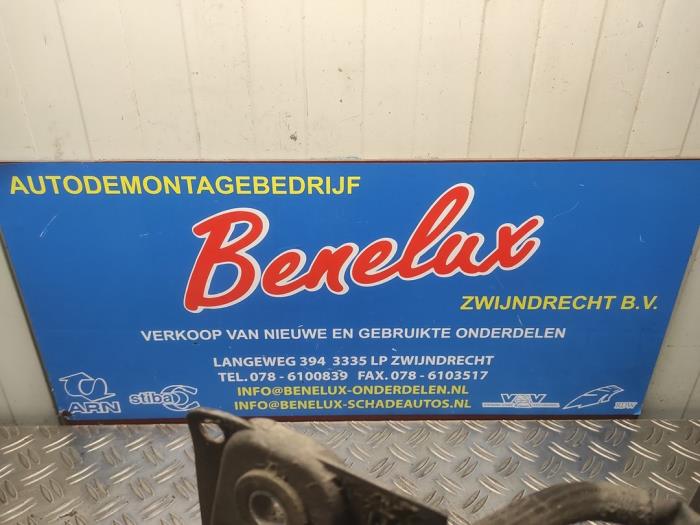 AUTODEMONTAGEBEDRIJF
Benelux
ZWIJNDRECHT B.V.
VERKOOP VAN NIEUWE EN GEBRUIKTE ONDERDELEN
LANGEWEG 394 3335 LP ZWIJNDRECHT
TEL. 078 - 6100839 FAX. 078 - 6103517
INFO@BENELUX-ONDERDELEN.NL
INFO@BENELUX-SCHADEAUTOS.NL
ARN
stiba